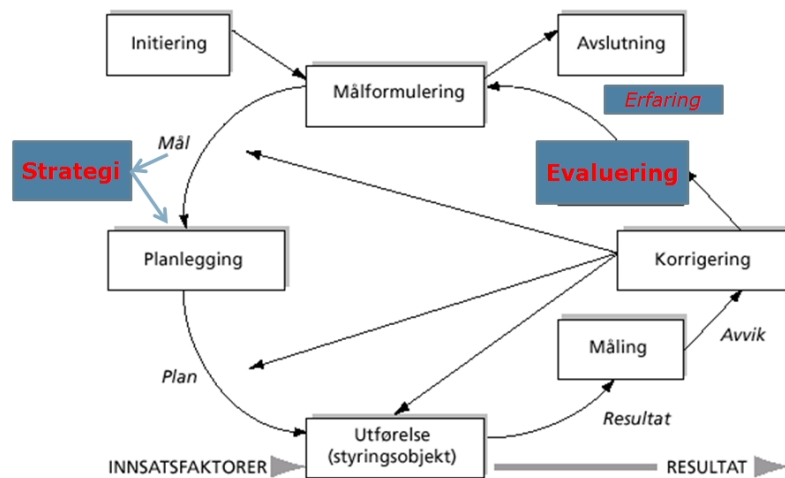 Initiering
Avslutning
Målformulering
Erfaring
Mål
Strategi
Evaluering
Planlegging
Korrigering
Avvik
Måling
Plan
Resultat
Utførelse
(styringsobjekt)
INNSATSFAKTORER
RESULTAT